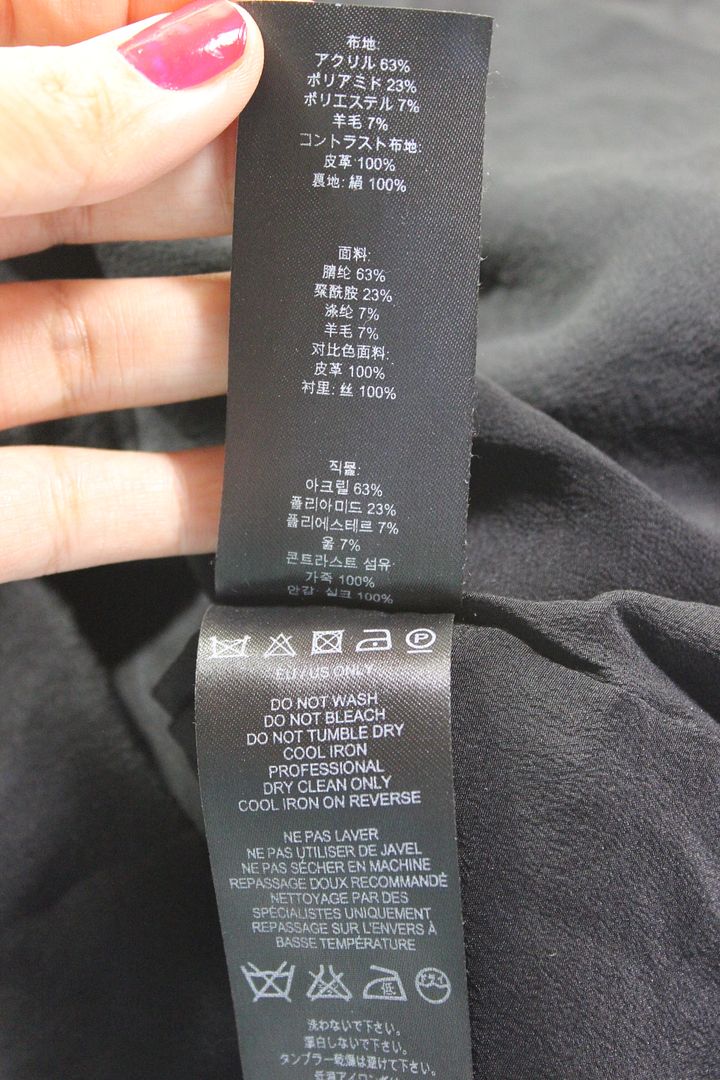 布地:
アクリル 63%
ポリアミド 23%
ポリエステル 7%
羊毛 7%
コントラスト布地:
皮革 100%
裏地: 絹 100%
面料:
腈纶 63%
聚酰胺 23%
涤纶 7%
羊毛 7%
对比色面料:
皮革 100%
衬里: 丝 100%
직물:
아크릴 63%
폴리아미드 23%
폴리에스테르 7%
울 7%
콘트라스트 섬유:
가죽 100%
안감: 실크 100%
P
EU / US ONLY
DO NOT WASH
DO NOT BLEACH
DO NOT TUMBLE DRY
COOL IRON
PROFESSIONAL
DRY CLEAN ONLY
COOL IRON ON REVERSE
NE PAS LAVER
NE PAS UTILISER DE JAVEL
NE PAS SÉCHER EN MACHINE
REPASSAGE DOUX RECOMMANDÉ
NETTOYAGE PAR DES
SPÉCIALISTES UNIQUEMENT
REPASSAGE SUR L'ENVERS À
BASSE TEMPÉRATURE
低 ドライ
洗わないで下さい。
漂白しないで下さい。
タンブラー乾燥は避けて下さい。